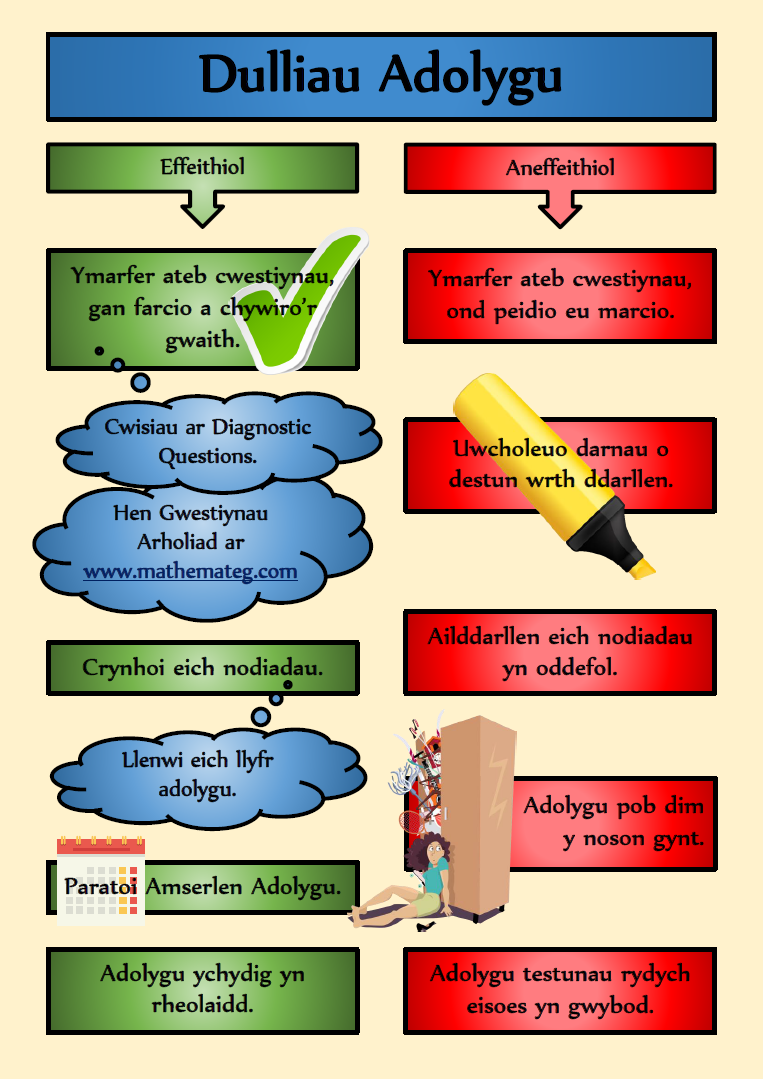 Dulliau Adolygu
Effeithiol
Ymarfer ateb cwestiynau,
gan farcio a chywiro’r
gwaith.
Cwisiau ar Diagnostic
Questions.
Hen Gwestiynau
Arholiad ar
www.mathemateg.com
Crynhoi eich nodiadau.
Llenwi eich llyfr
adolygu.
Paratoi Amserlen Adolygu.
Adolygu ychydig yn
rheolaidd.
Aneffeithiol
Ymarfer ateb cwestiynau,
ond peidio eu marcio.
Uwcholeuo darnau o
destun wrth ddarllen.
Ailddarllen eich nodiadau
yn oddefol.
Adolygu pob dim
y noson gynt.
Adolygu testunau rydych
eisoes yn gwybod.